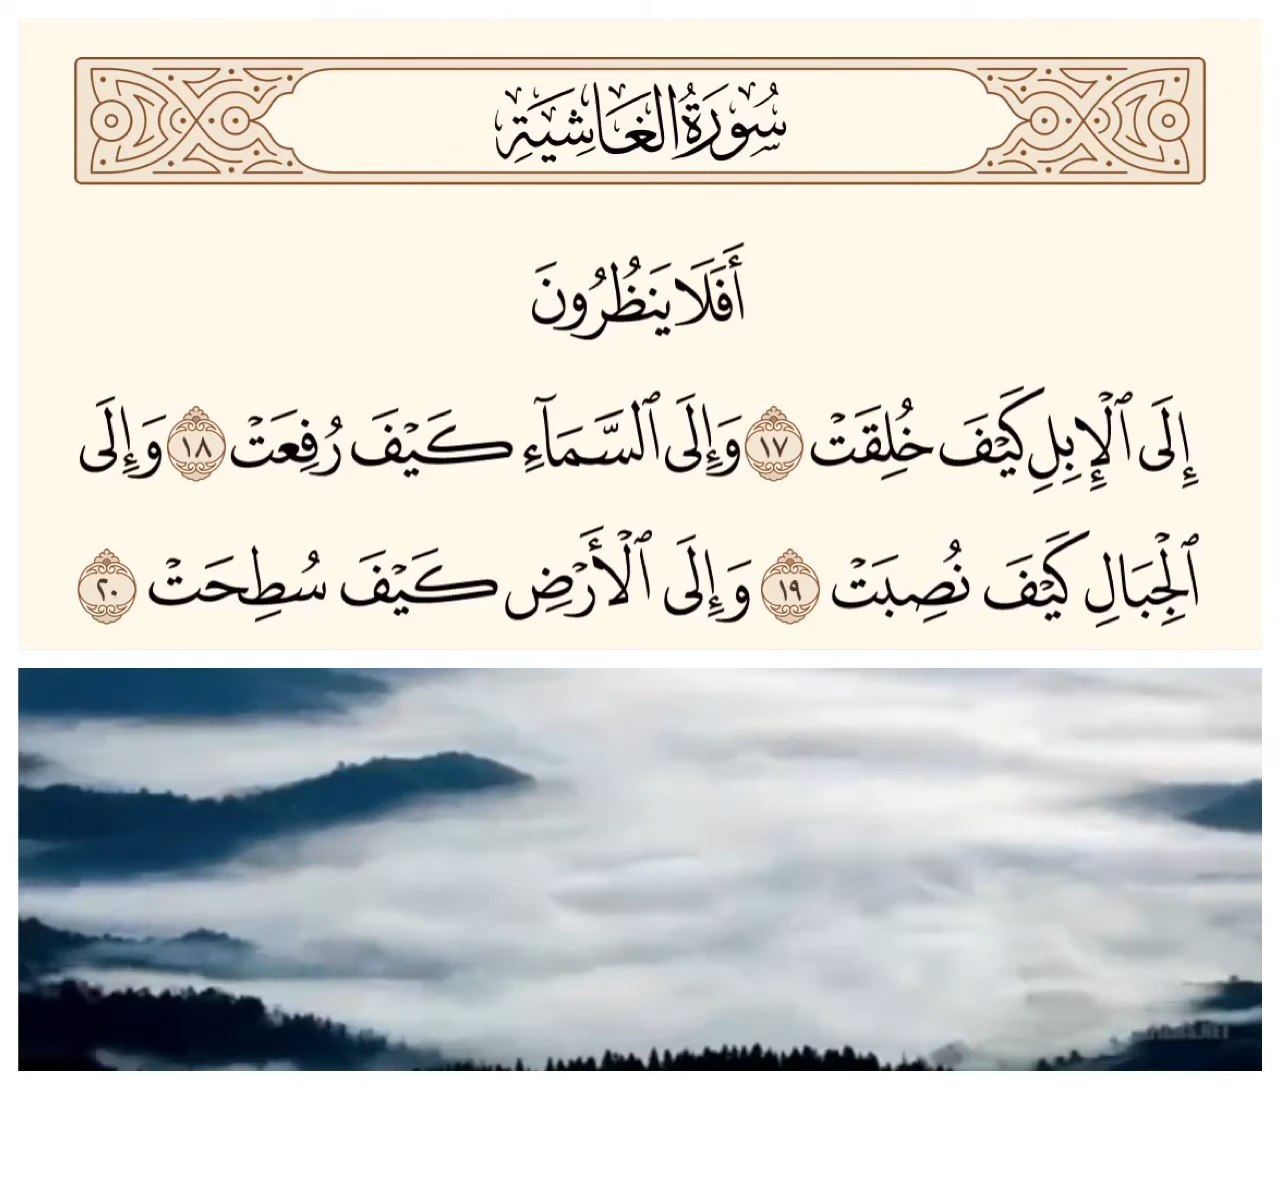 سُورَةُ الغَاشِيَةِ
أَفَلَا يَنظُرُونَ
إِلَى ٱلْإِبِلِ كَيْفَ خُلِقَتْ ١٧ وَإِلَى ٱلسَّمَآءِ كَيْفَ رُفِعَتْ ١٨ وَإِلَى
ٱلْجِبَالِ كَيْفَ نُصِبَتْ ١٩ وَإِلَى ٱلْأَرْضِ كَيْفَ سُطِحَتْ ٢٠